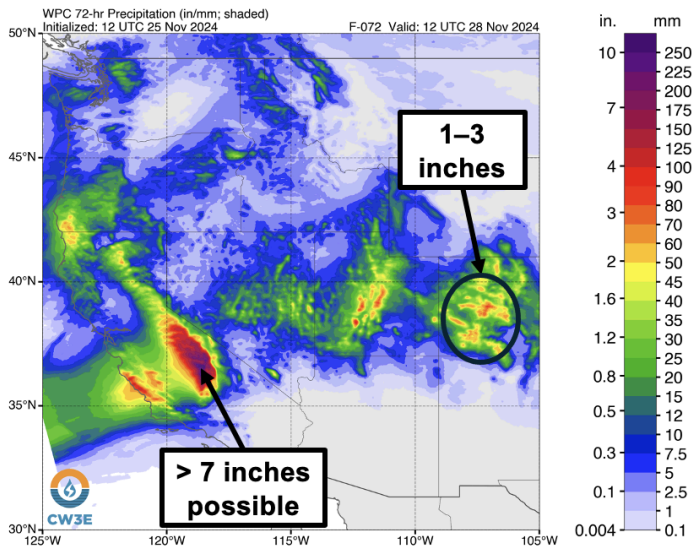 WPC 72-hr Precipitation (in/mm; shaded)
Initialized: 12 UTC 25 Nov 2024
F-072 Valid: 12 UTC 28 Nov 2024
in.
mm
50°N
45°N
40°N
35°N
30°N
125°W
120°W
115°W
110°W
105°W
1–3
inches
> 7 inches
possible
CW3E
10
7
4
3
2
1.6
1.2
0.8
0.5
0.3
0.1
0.004
250
225
200
175
150
125
100
90
80
70
60
50
45
40
35
30
25
20
15
12
10
7.5
5
2.5
1
0.1